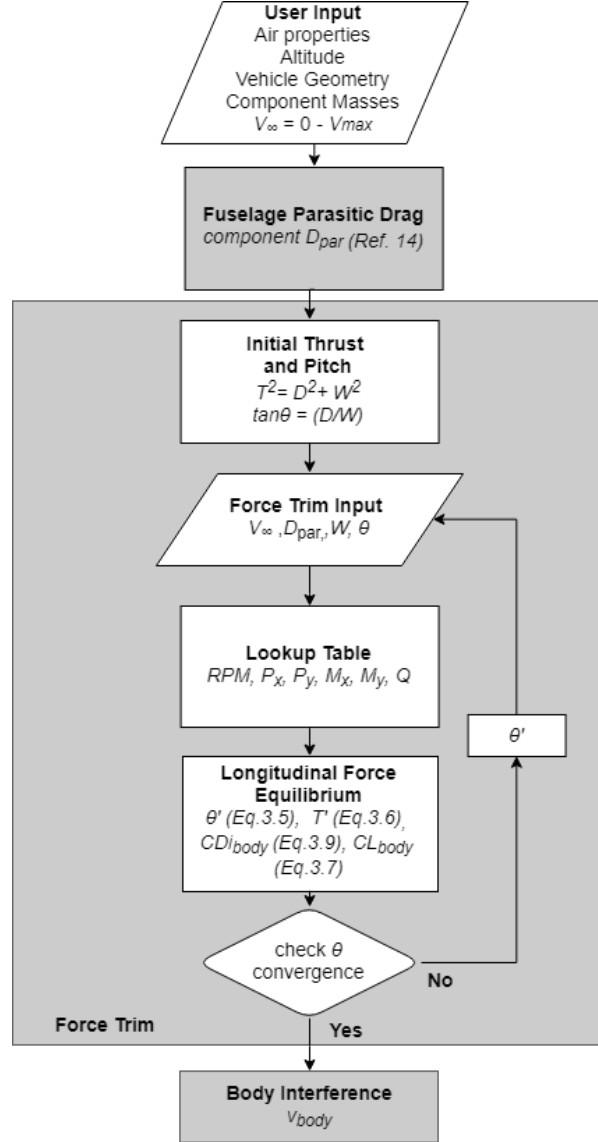 User Input
Air properties
Altitude
Vehicle Geometry
Component Masses
V∞ = 0 - Vmax
Fuselage Parasitic Drag
component Dpar (Ref. 14)
Initial Thrust
and Pitch
T² = D² + W²
tanθ = (D/W)
Force Trim Input
V∞ ,Dpar,,W, θ
Lookup Table
RPM, Px, Py, Mx, My, Q
Longitudinal Force
Equilibrium
θ' (Eq.3.5), T' (Eq.3.6),
CDibody (Eq.3.9), CLbody
(Eq.3.7)
θ'
check θ
convergence
No
Force Trim
Yes
Body Interference
vbody